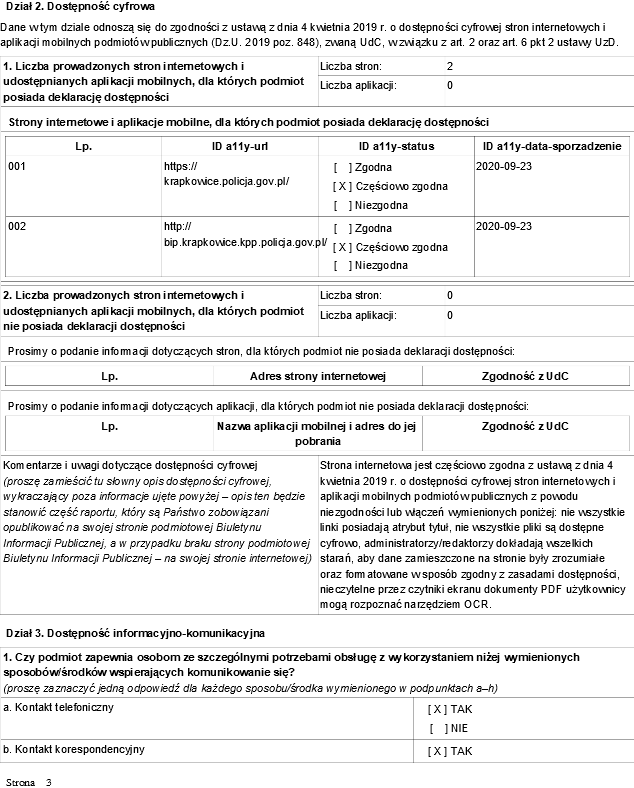 Dział 2. Dostępność cyfrowa
Dane w tym dziale odnoszą się do zgodności z ustawą z dnia 4 kwietnia 2019 r. o dostępności cyfrowej stron internetowych i
aplikacji mobilnych podmiotów publicznych (Dz.U. 2019 poz. 848), zwaną UdC, w związku z art. 2 oraz art. 6 pkt 2 ustawy UzD.
1. Liczba prowadzonych stron internetowych i
udostępnianych aplikacji mobilnych, dla których podmiot
posiada deklarację dostępności
Liczba stron: 2
Liczba aplikacji: 0
Strony internetowe i aplikacje mobilne, dla których podmiot posiada deklarację dostępności
Lp. ID a11y-url ID a11y-status ID a11y-data-sporzadzenie
001 https:// [ ] Zgodna 2020-09-23
krapkowice.policja.gov.pl/ [ X ] Częściowo zgodna
[ ] Niezgodna
002 http:// [ ] Zgodna 2020-09-23
bip.krapkowice.kpp.policja.gov.pl/ [ X ] Częściowo zgodna
[ ] Niezgodna
2. Liczba prowadzonych stron internetowych i
udostępnianych aplikacji mobilnych, dla których podmiot
nie posiada deklaracji dostępności
Liczba stron: 0
Liczba aplikacji: 0
Prosimy o podanie informacji dotyczących stron, dla których podmiot nie posiada deklaracji dostępności:
Lp. Adres strony internetowej Zgodność z UdC
Prosimy o podanie informacji dotyczących aplikacji, dla których podmiot nie posiada deklaracji dostępności:
Lp. Nazwa aplikacji mobilnej i adres do jej Zgodność z UdC
pobrania
Komentarze i uwagi dotyczące dostępności cyfrowej
(proszę zamieścić tu słowny opis dostępności cyfrowej,
wykraczający poza informacje ujęte powyżej – opis ten będzie
stanowić część raportu, który są Państwo zobowiązani
opublikować na swojej stronie podmiotowej Biuletynu
Informacji Publicznej, a w przypadku braku strony podmiotowej
Biuletynu Informacji Publicznej – na swojej stronie internetowej)
Strona internetowa jest częściowo zgodna z ustawą z dnia 4
kwietnia 2019 r. o dostępności cyfrowej stron internetowych i
aplikacji mobilnych podmiotów publicznych z powodu
niezgodności lub włączeń wymienionych poniżej: nie wszystkie
linki posiadają atrybut tytuł, nie wszystkie pliki są dostępne
cyfrowo, administratorzy/redaktorzy dokładają wszelkich
starań, aby dane zamieszczone na stronie były zrozumiałe
oraz formatowane w sposób zgodny z zasadami dostępności,
nieczytelne przez czytniki ekranu dokumenty PDF użytkownicy
mogą rozpoznać narzędziem OCR.
Dział 3. Dostępność informacyjno-komunikacyjna
1. Czy podmiot zapewnia osobom ze szczególnymi potrzebami obsługę z wykorzystaniem niżej wymienionych
sposobów/środków wspierających komunikowanie się?
(proszę zaznaczyć jedną odpowiedź dla każdego sposobu/środka wymienionego w podpunktach a–h)
a. Kontakt telefoniczny [ X ] TAK
[ ] NIE
b. Kontakt korespondencyjny [ X ] TAK
Strona 3